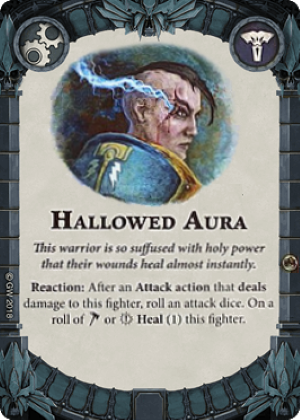 HALLOWED AURA
This warrior is so suffused with holy power
that their wounds heal almost instantly.
Reaction: After an Attack action that deals
damage to this fighter, roll an attack dice. On a
roll of or Heal (1) this fighter.
© GW 2018